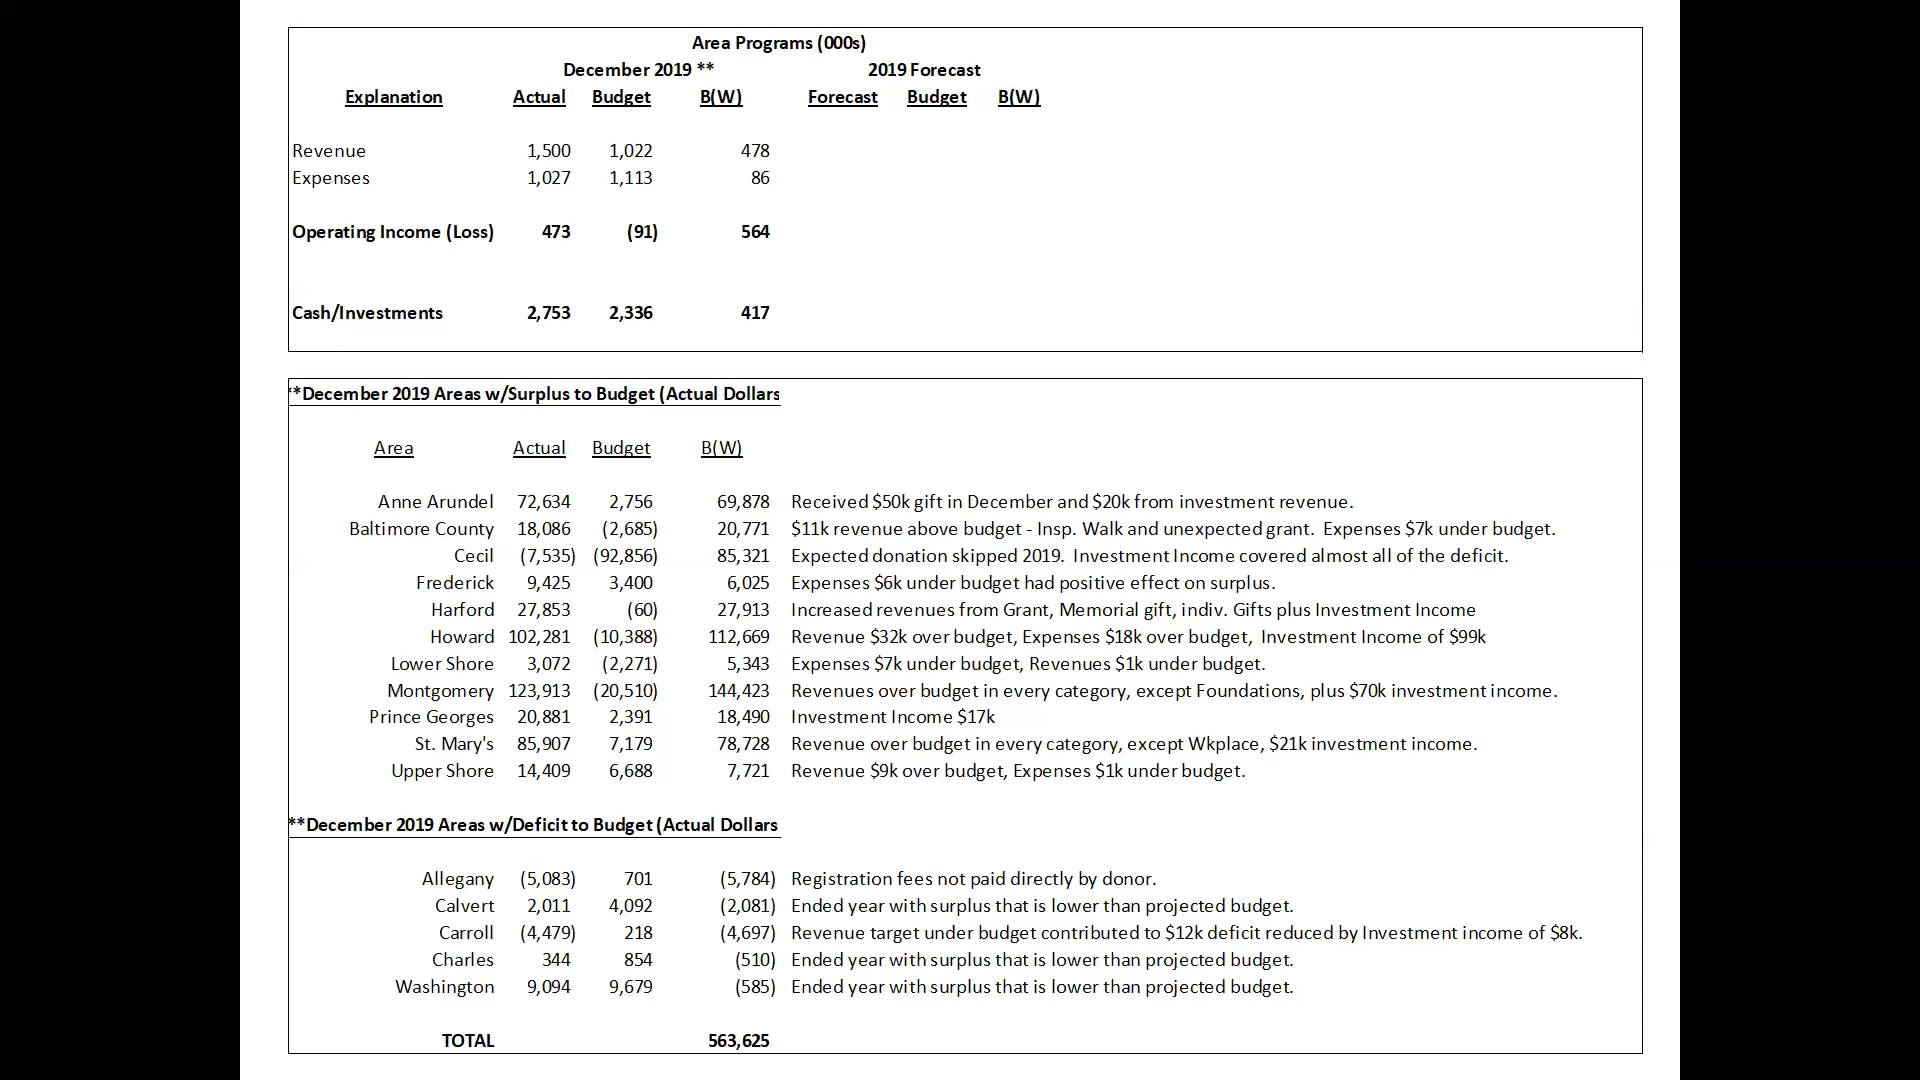 Area Programs (000s)
December 2019 ** 2019 Forecast
Explanation Actual Budget B(W) Forecast Budget B(W)
Revenue 1,500 1,022 478
Expenses 1,027 1,113 86
Operating Income (Loss) 473 (91) 564
Cash/Investments 2,753 2,336 417
**December 2019 Areas w/Surplus to Budget (Actual Dollars
Area Actual Budget B(W)
Anne Arundel 72,634 2,756 69,878 Received $50k gift in December and $20k from investment revenue.
Baltimore County 18,086 (2,685) 20,771 $11k revenue above budget - Insp. Walk and unexpected grant. Expenses $7k under budget.
Cecil (7,535) (92,856) 85,321 Expected donation skipped 2019. Investment Income covered almost all of the deficit.
Frederick 9,425 3,400 6,025 Expenses $6k under budget had positive effect on surplus.
Harford 27,853 (60) 27,913 Increased revenues from Grant, Memorial gift, indiv. Gifts plus Investment Income
Howard 102,281 (10,388) 112,669 Revenue $32k over budget, Expenses $18k over budget, Investment Income of $99k
Lower Shore 3,072 (2,271) 5,343 Expenses $7k under budget, Revenues $1k under budget.
Montgomery 123,913 (20,510) 144,423 Revenues over budget in every category, except Foundations, plus $70k investment income.
Prince Georges 20,881 2,391 18,490 Investment Income $17k
St. Mary's 85,907 7,179 78,728 Revenue over budget in every category, except Wkplace, $21k investment income.
Upper Shore 14,409 6,688 7,721 Revenue $9k over budget, Expenses $1k under budget.
**December 2019 Areas w/Deficit to Budget (Actual Dollars
Allegany (5,083) 701 (5,784) Registration fees not paid directly by donor.
Calvert 2,011 4,092 (2,081) Ended year with surplus that is lower than projected budget.
Carroll (4,479) 218 (4,697) Revenue target under budget contributed to $12k deficit reduced by Investment income of $8k.
Charles 344 854 (510) Ended year with surplus that is lower than projected budget.
Washington 9,094 9,679 (585) Ended year with surplus that is lower than projected budget.
TOTAL 563,625